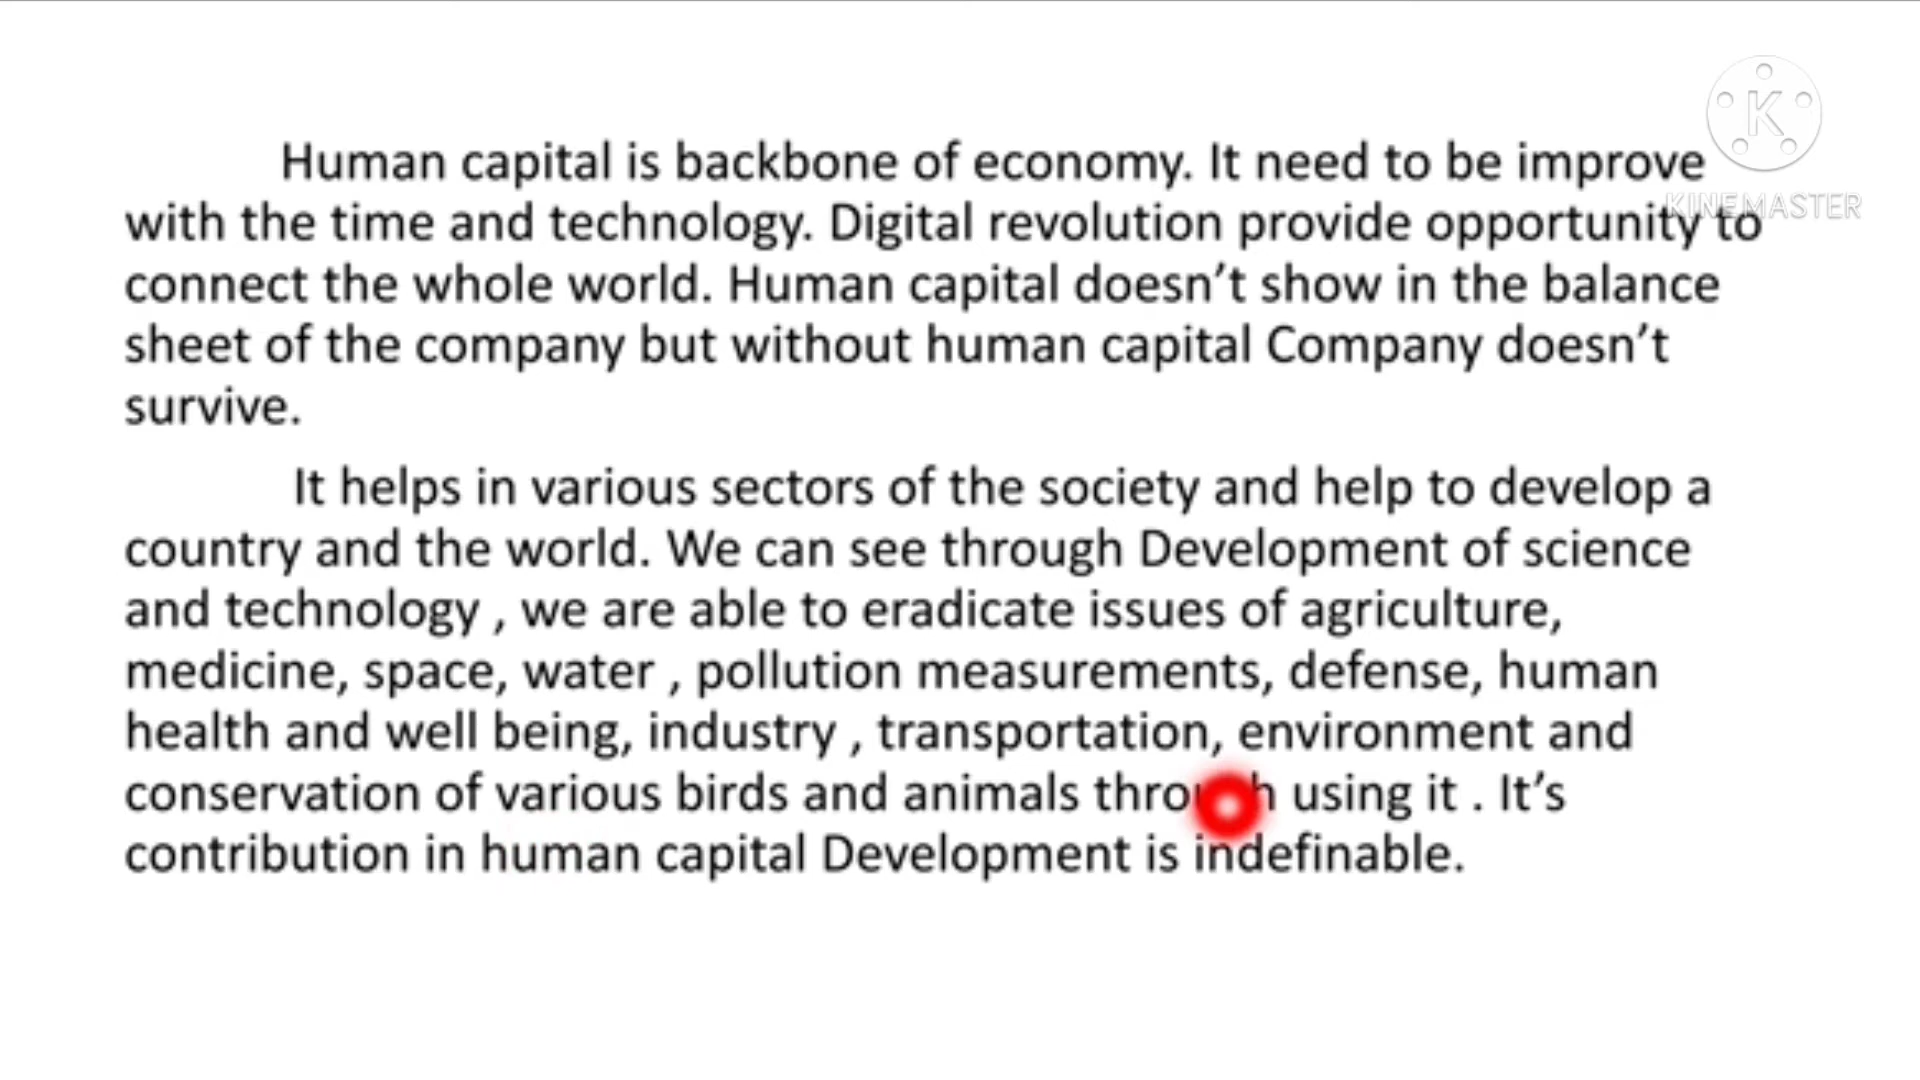 K
KINEMASTER
Human capital is backbone of economy. It need to be improve
with the time and technology. Digital revolution provide opportunity to
connect the whole world. Human capital doesn’t show in the balance
sheet of the company but without human capital Company doesn’t
survive.
It helps in various sectors of the society and help to develop a
country and the world. We can see through Development of science
and technology , we are able to eradicate issues of agriculture,
medicine, space, water , pollution measurements, defense, human
health and well being, industry , transportation, environment and
conservation of various birds and animals through using it . It’s
contribution in human capital Development is indefinable.